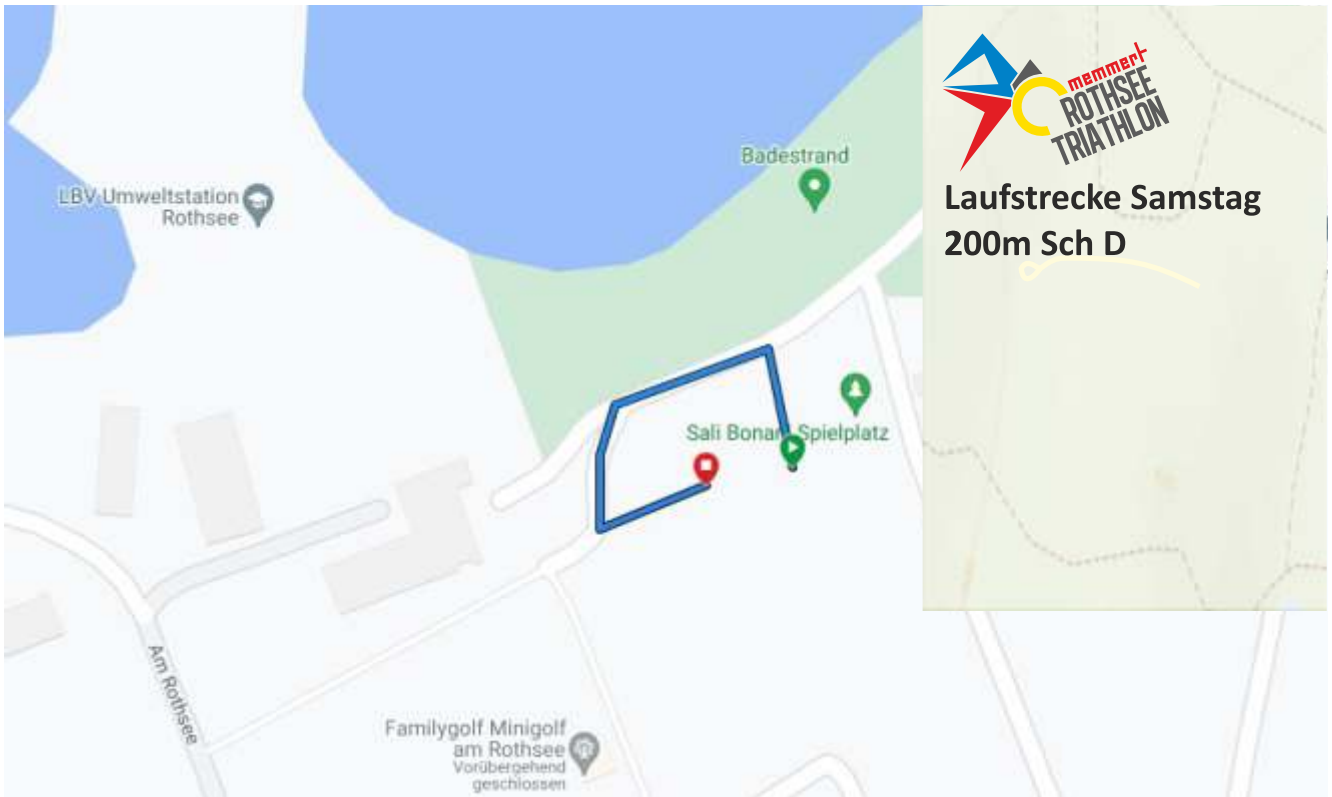 memmert
ROTHSEE
TRIATHLON
Laufstrecke Samstag
200m Sch D
Badestrand
LBV Umweltstation
Rothsee
Sali Bonani Spielplatz
Am Rothsee
Familygolf Minigolf
am Rothsee
Vorübergehend
geschlossen